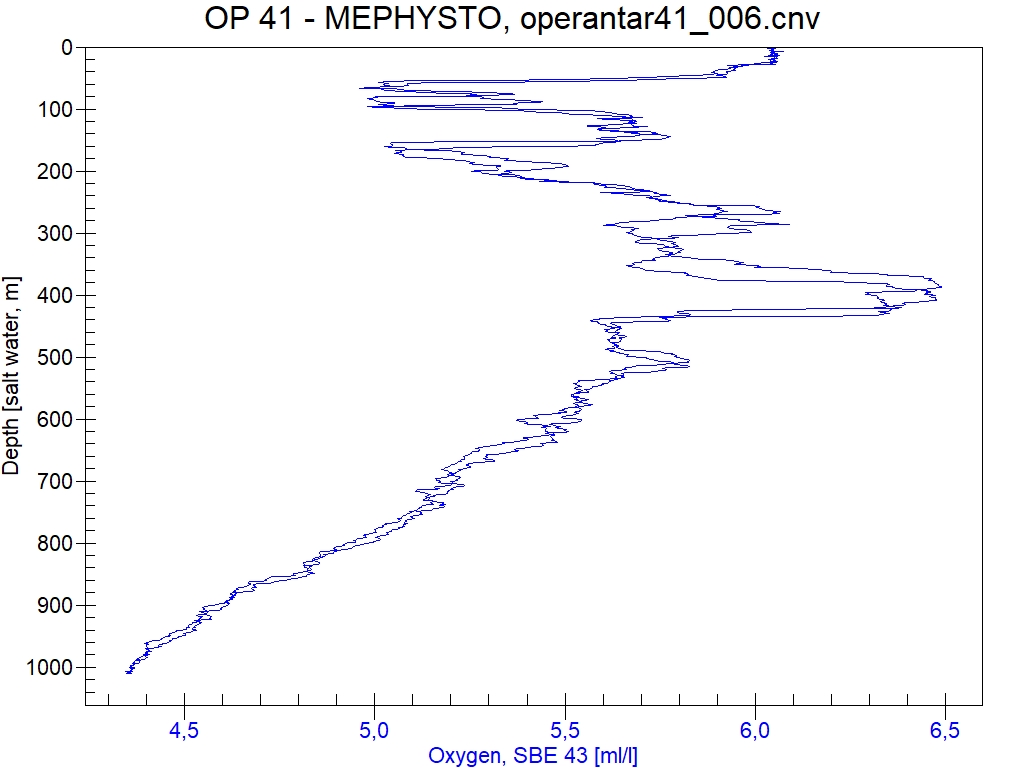 OP 41 - MEPHYSTO, operantar41_006.cnv
0
100
200
300
400
500
600
700
800
900
1000
Depth [salt water, m]
4,5 5,0 5,5 6,0 6,5
Oxygen, SBE 43 [ml/l]